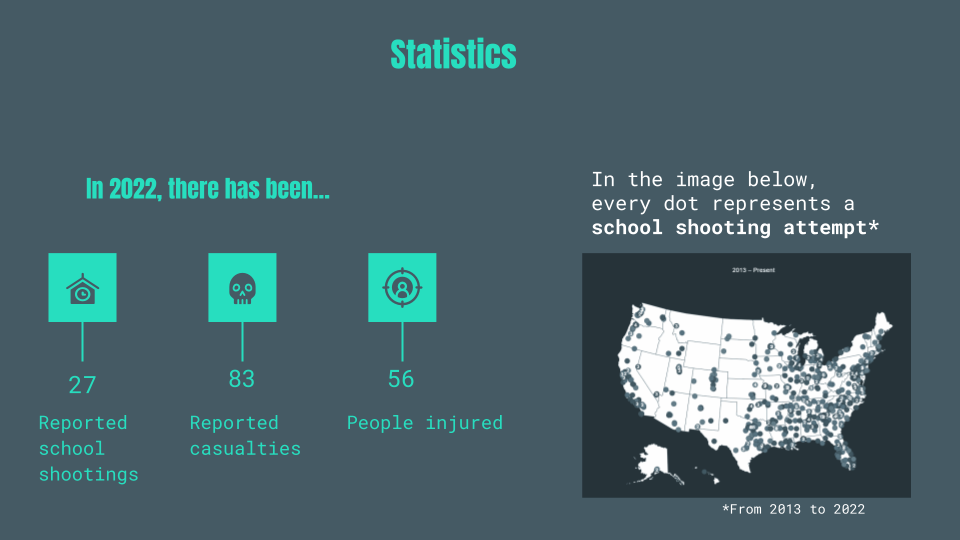 Statistics
In 2022, there has been...
27
Reported
school
shootings
83
Reported
casualties
56
People injured
In the image below,
every dot represents a
school shooting attempt*
2013 – Present
*From 2013 to 2022